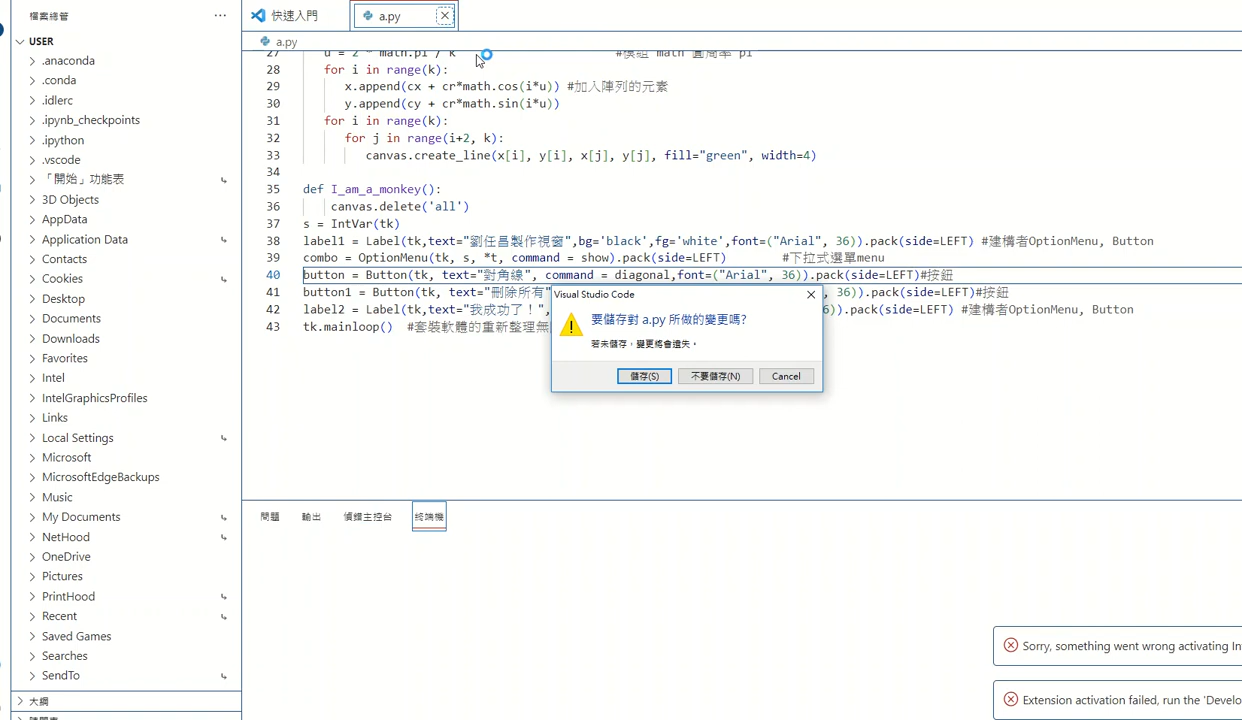 檔案總管
快速入門
a.py
USER
a.py
.anaconda
.conda
.idlerc
.ipynb_checkpoints
.ipython
.vscode
「開始」功能表
3D Objects
AppData
Application Data
Contacts
Cookies
Desktop
Documents
Downloads
Favorites
Intel
IntelGraphicsProfiles
Links
Local Settings
Microsoft
MicrosoftEdgeBackups
Music
My Documents
NetHood
OneDrive
Pictures
PrintHood
Recent
Saved Games
Searches
SendTo
大綱
27 u = 2 * math.pi / k #模組 math 圓周率 pi
28 for i in range(k):
29 x.append(cx + cr*math.cos(i*u)) #加入陣列的元素
30 y.append(cy + cr*math.sin(i*u))
31 for i in range(k):
32 for j in range(i+2, k):
33 canvas.create_line(x[i], y[i], x[j], y[j], fill="green", width=4)
34
35 def I_am_a_monkey():
36 canvas.delete('all')
37 s = IntVar(tk)
38 label1 = Label(tk,text="劉任昌製作視窗",bg='black',fg='white',font=("Arial", 36)).pack(side=LEFT) #建構者OptionMenu, Button
39 combo = OptionMenu(tk, s, *t, command = show).pack(side=LEFT) #下拉式選單menu
40 button = Button(tk, text="對角線", command = diagonal,font=("Arial", 36)).pack(side=LEFT)#按鈕
41 button1 = Button(tk, text="刪除所有" , 36)).pack(side=LEFT)#按鈕
42 label2 = Label(tk,text="我成功了！", 6)).pack(side=LEFT) #建構者OptionMenu, Button
43 tk.mainloop() #套裝軟體的重新整理無
Visual Studio Code
要儲存對 a.py 所做的變更嗎?
若未儲存，變更將會遺失。
儲存(S)
不要儲存(N)
Cancel
問題
輸出
偵錯主控台
終端機
Sorry, something went wrong activating In
Extension activation failed, run the 'Develo